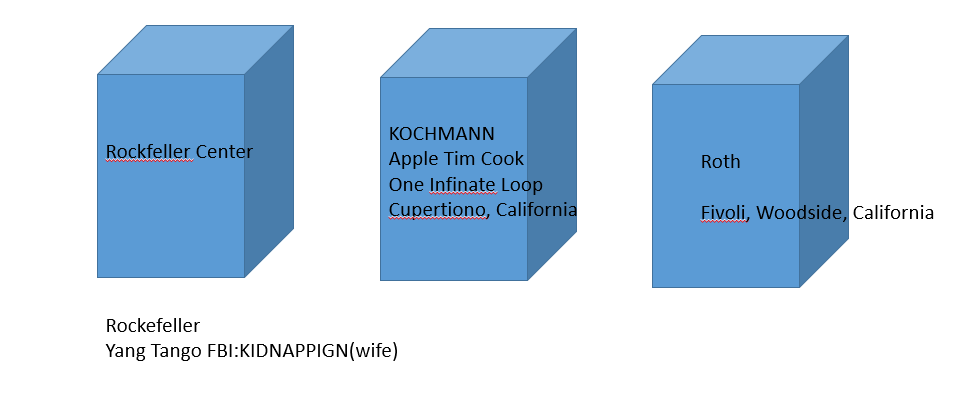 Rockfeller Center
KOCHMANN
Apple Tim Cook
One Infinate Loop
Cupertiono, California
Roth
Fivoli, Woodside, California
Rockefeller
Yang Tango FBI:KIDNAPPIGN(wife)